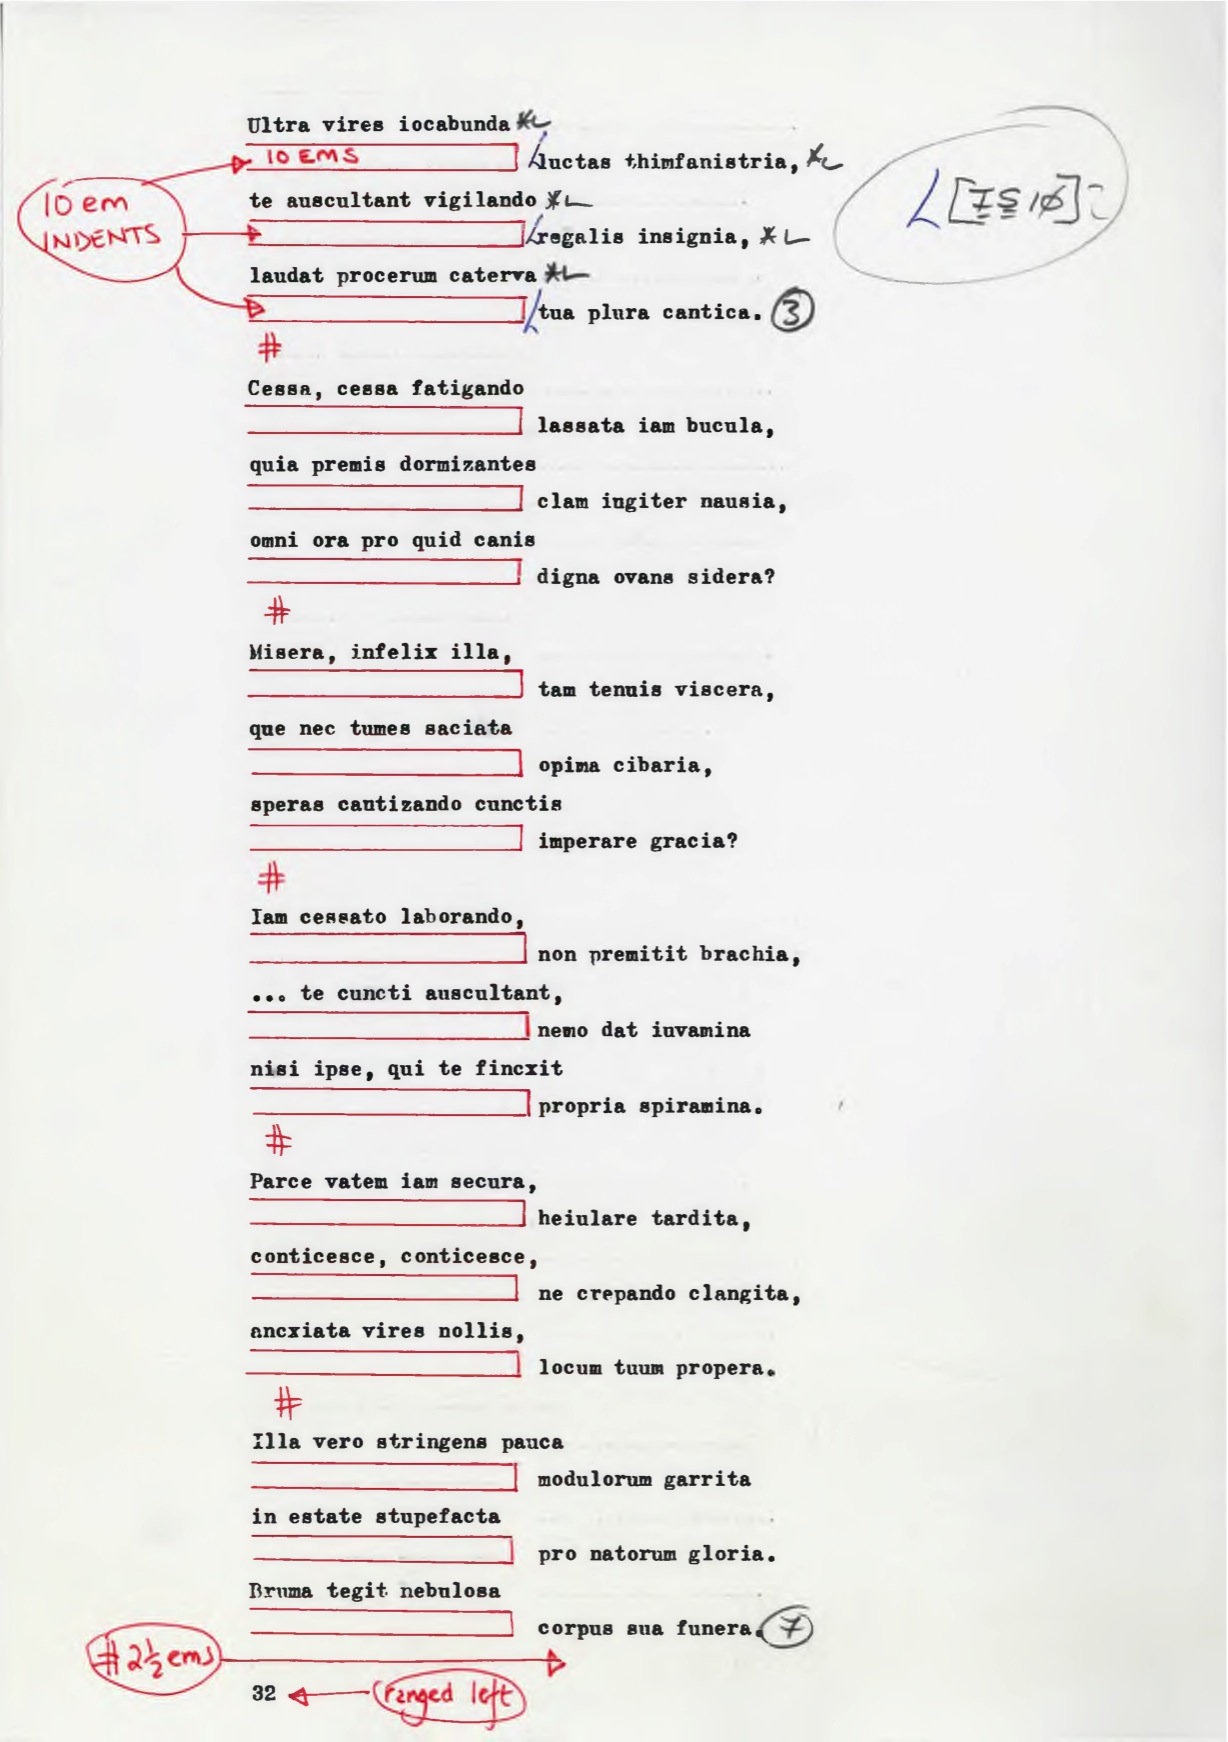 Ultra vires iocabunda *L
10 EMS luctas thimfanistria, *L
10 em
INDENTS
te auscultant vigilando *L
regalis insignia, *L
laudat procerum caterva *L
tua plura cantica. 3
#
Cessa, cessa fatigando
lassata iam bucula,
quia premis dormizantes
clam ingiter nausia,
omni ora pro quid canis
digna ovans sidera?
#
Misera, infelix illa,
tam tenuis viscera,
que nec tumes saciata
opima cibaria,
speras cantizando cunctis
imperare gracia?
#
Iam cessato laborando,
non premitit brachia,
... te cuncti auscultant,
nemo dat iuvamina
nisi ipse, qui te fincxit
propria spiramina.
#
Parce vatem iam secura,
heiulare tardita,
conticesce, conticesce,
ne crepando clangita,
ancxiata vires nollis,
locum tuum propera.
#
Illa vero stringens pauca
modulorum garrita
in estate stupefacta
pro natorum gloria.
Bruma tegit nebulosa
corpus sua funera. 7
# 2½ ems
32 ranged left